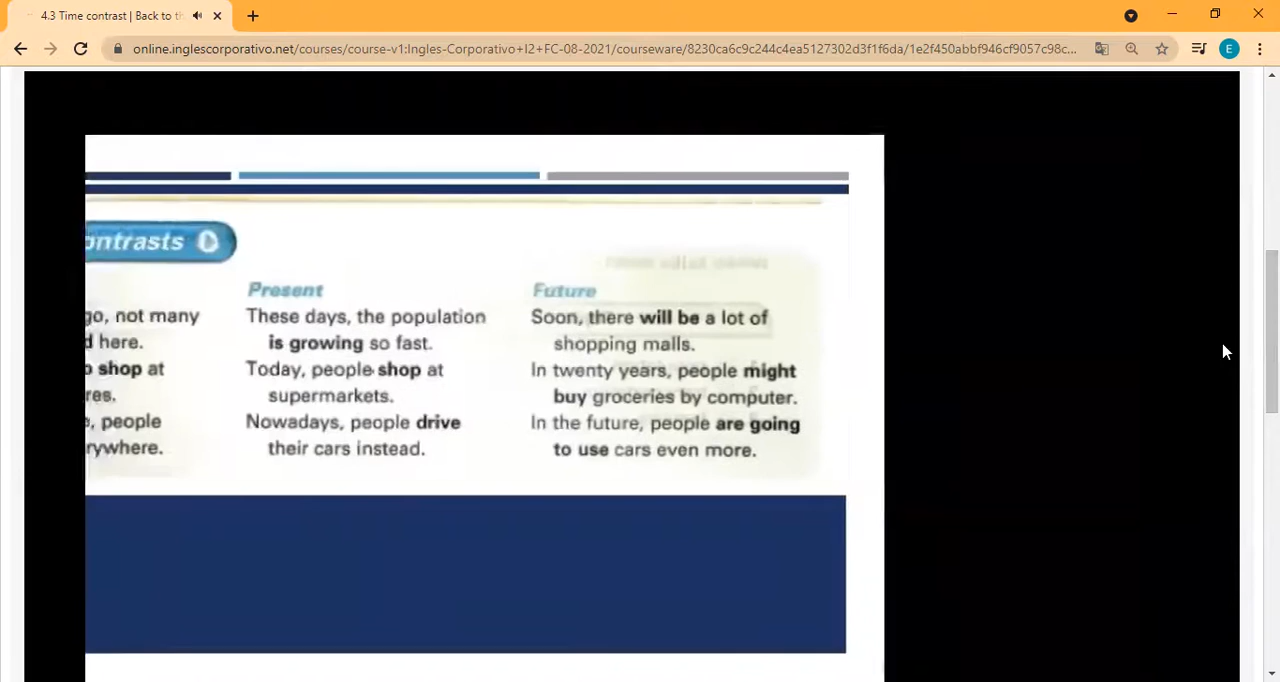 4.3 Time contrast | Back to th
online.inglescorporativo.net/courses/course-v1:Ingles-Corporativo+I2+FC-08-2021/courseware/8230ca6c9c244c4ea5127302d3f1f6da/1e2f450abbf946cf9057c98c...
E
ontrasts
go, not many
d here.
o shop at
res.
e, people
rywhere.
Present
These days, the population
is growing so fast.
Today, people shop at
supermarkets.
Nowadays, people drive
their cars instead.
Future
Soon, there will be a lot of
shopping malls.
In twenty years, people might
buy groceries by computer.
In the future, people are going
to use cars even more.